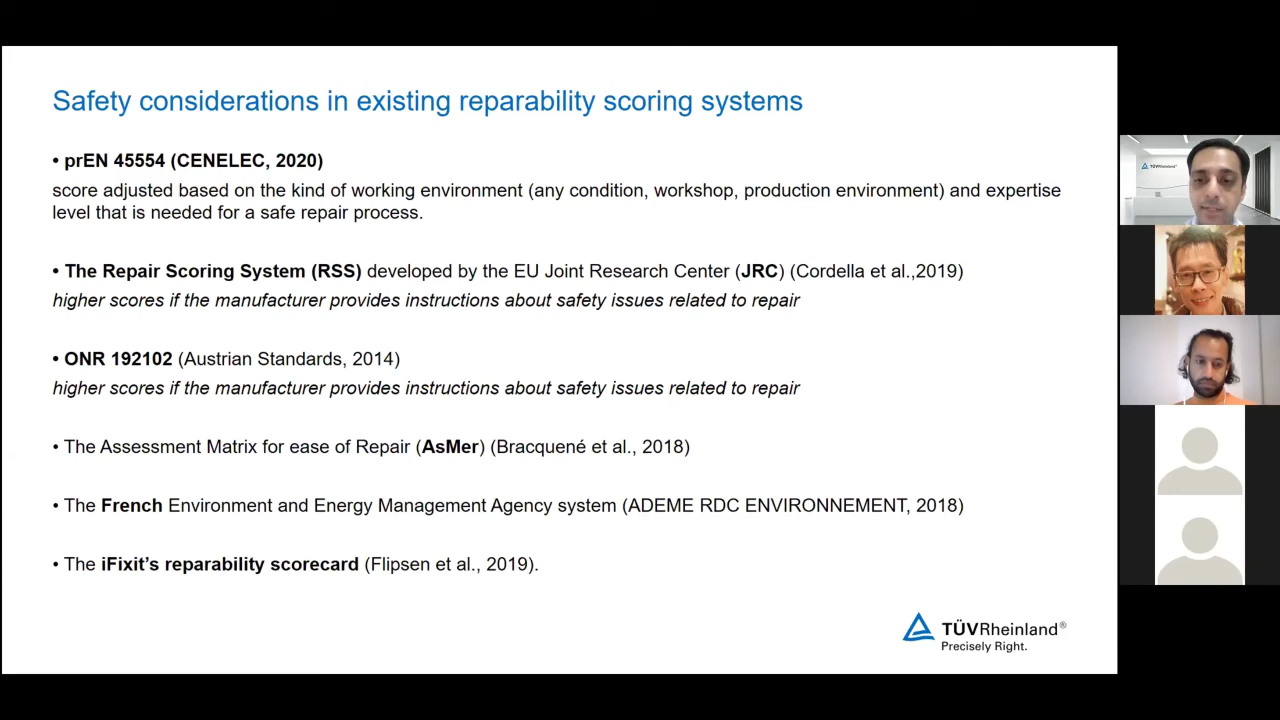 Safety considerations in existing reparability scoring systems
• prEN 45554 (CENELEC, 2020)
score adjusted based on the kind of working environment (any condition, workshop, production environment) and expertise
level that is needed for a safe repair process.
• The Repair Scoring System (RSS) developed by the EU Joint Research Center (JRC) (Cordella et al.,2019)
higher scores if the manufacturer provides instructions about safety issues related to repair
• ONR 192102 (Austrian Standards, 2014)
higher scores if the manufacturer provides instructions about safety issues related to repair
• The Assessment Matrix for ease of Repair (AsMer) (Bracquené et al., 2018)
• The French Environment and Energy Management Agency system (ADEME RDC ENVIRONNEMENT, 2018)
• The iFixit’s reparability scorecard (Flipsen et al., 2019).
TÜVRheinland®
Precisely Right.
TÜVRheinland